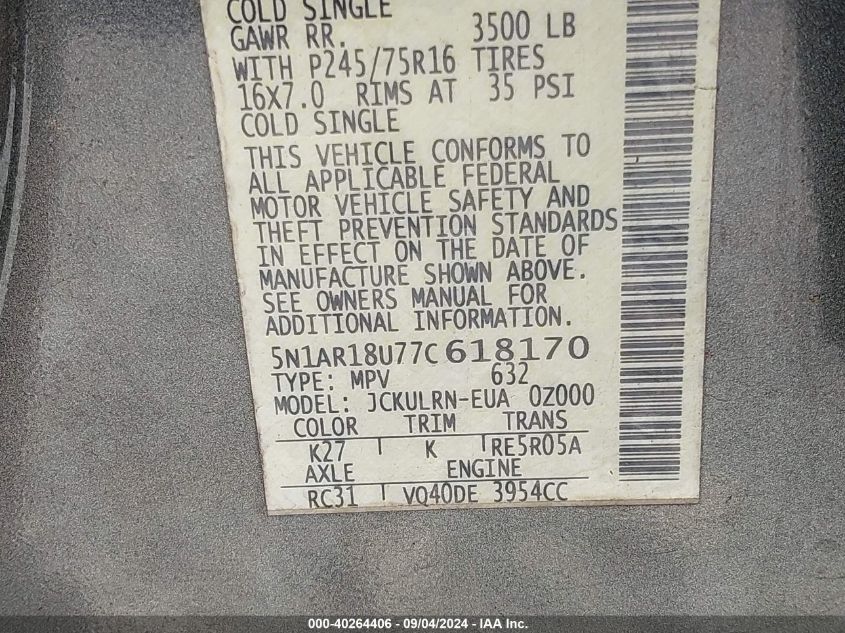 COLD SINGLE
GAWR RR. 3500 LB
WITH P245/75R16 TIRES
16X7.0 RIMS AT 35 PSI
COLD SINGLE
THIS VEHICLE CONFORMS TO
ALL APPLICABLE FEDERAL
MOTOR VEHICLE SAFETY AND
THEFT PREVENTION STANDARDS
IN EFFECT ON THE DATE OF
MANUFACTURE SHOWN ABOVE.
SEE OWNERS MANUAL FOR
ADDITIONAL INFORMATION.
5N1AR18U77C618170
TYPE: MPV 632
MODEL: JCKULRN-EUA 0Z000
COLOR TRIM TRANS
K27 K RE5R05A
AXLE ENGINE
RC31 VQ40DE 3954CC
000-40264406 - 09/04/2024 - IAA Inc.